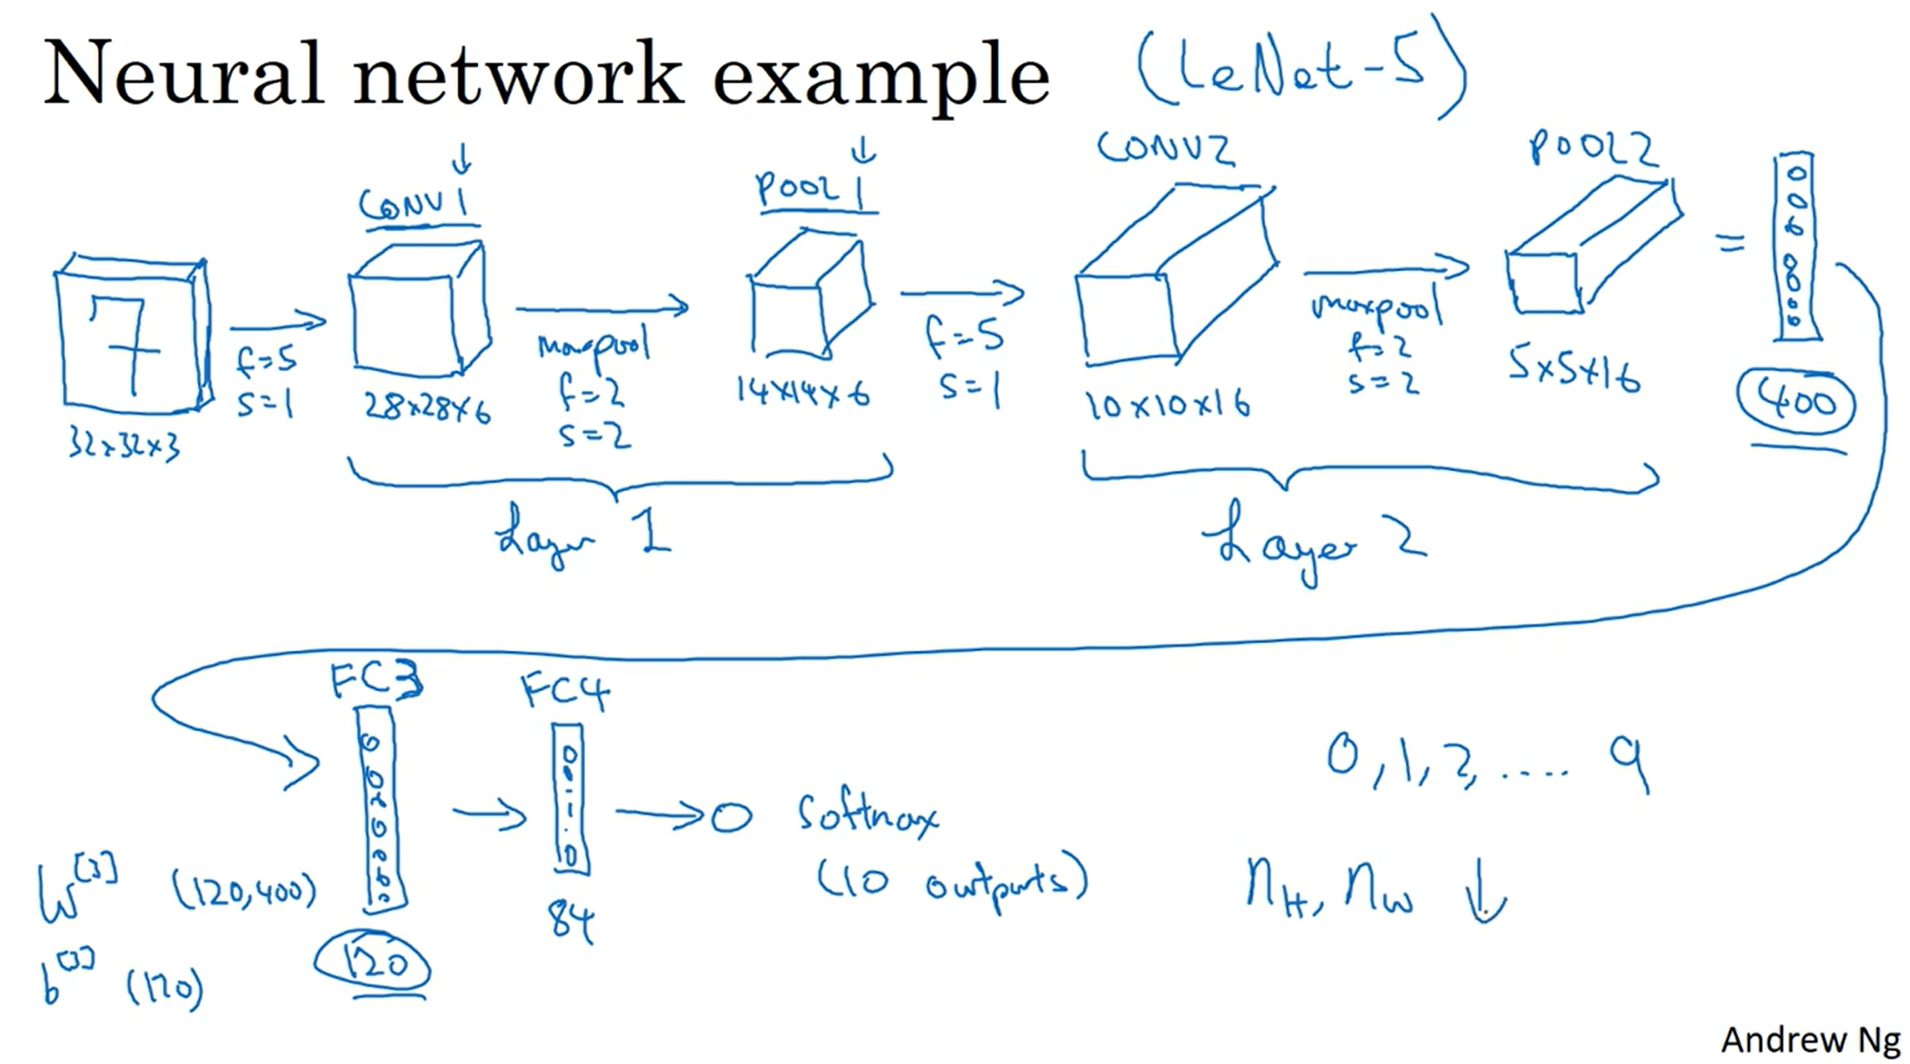 Neural network example (LeNet-5)
CONV1
POOL1
CONV2
POOL2
7
f=5
s=1
maxpool
f=2
s=2
f=5
s=1
maxpool
f=2
s=2
=
32x32x3
28x28x6
14x14x6
10x10x16
5x5x16
400
Layer 1
Layer 2
FC3
FC4
0,1,2,.... 9
Softmax
(10 outputs)
W[3] (120,400)
84
nH, nW ↓
b[3] (120)
120
Andrew Ng